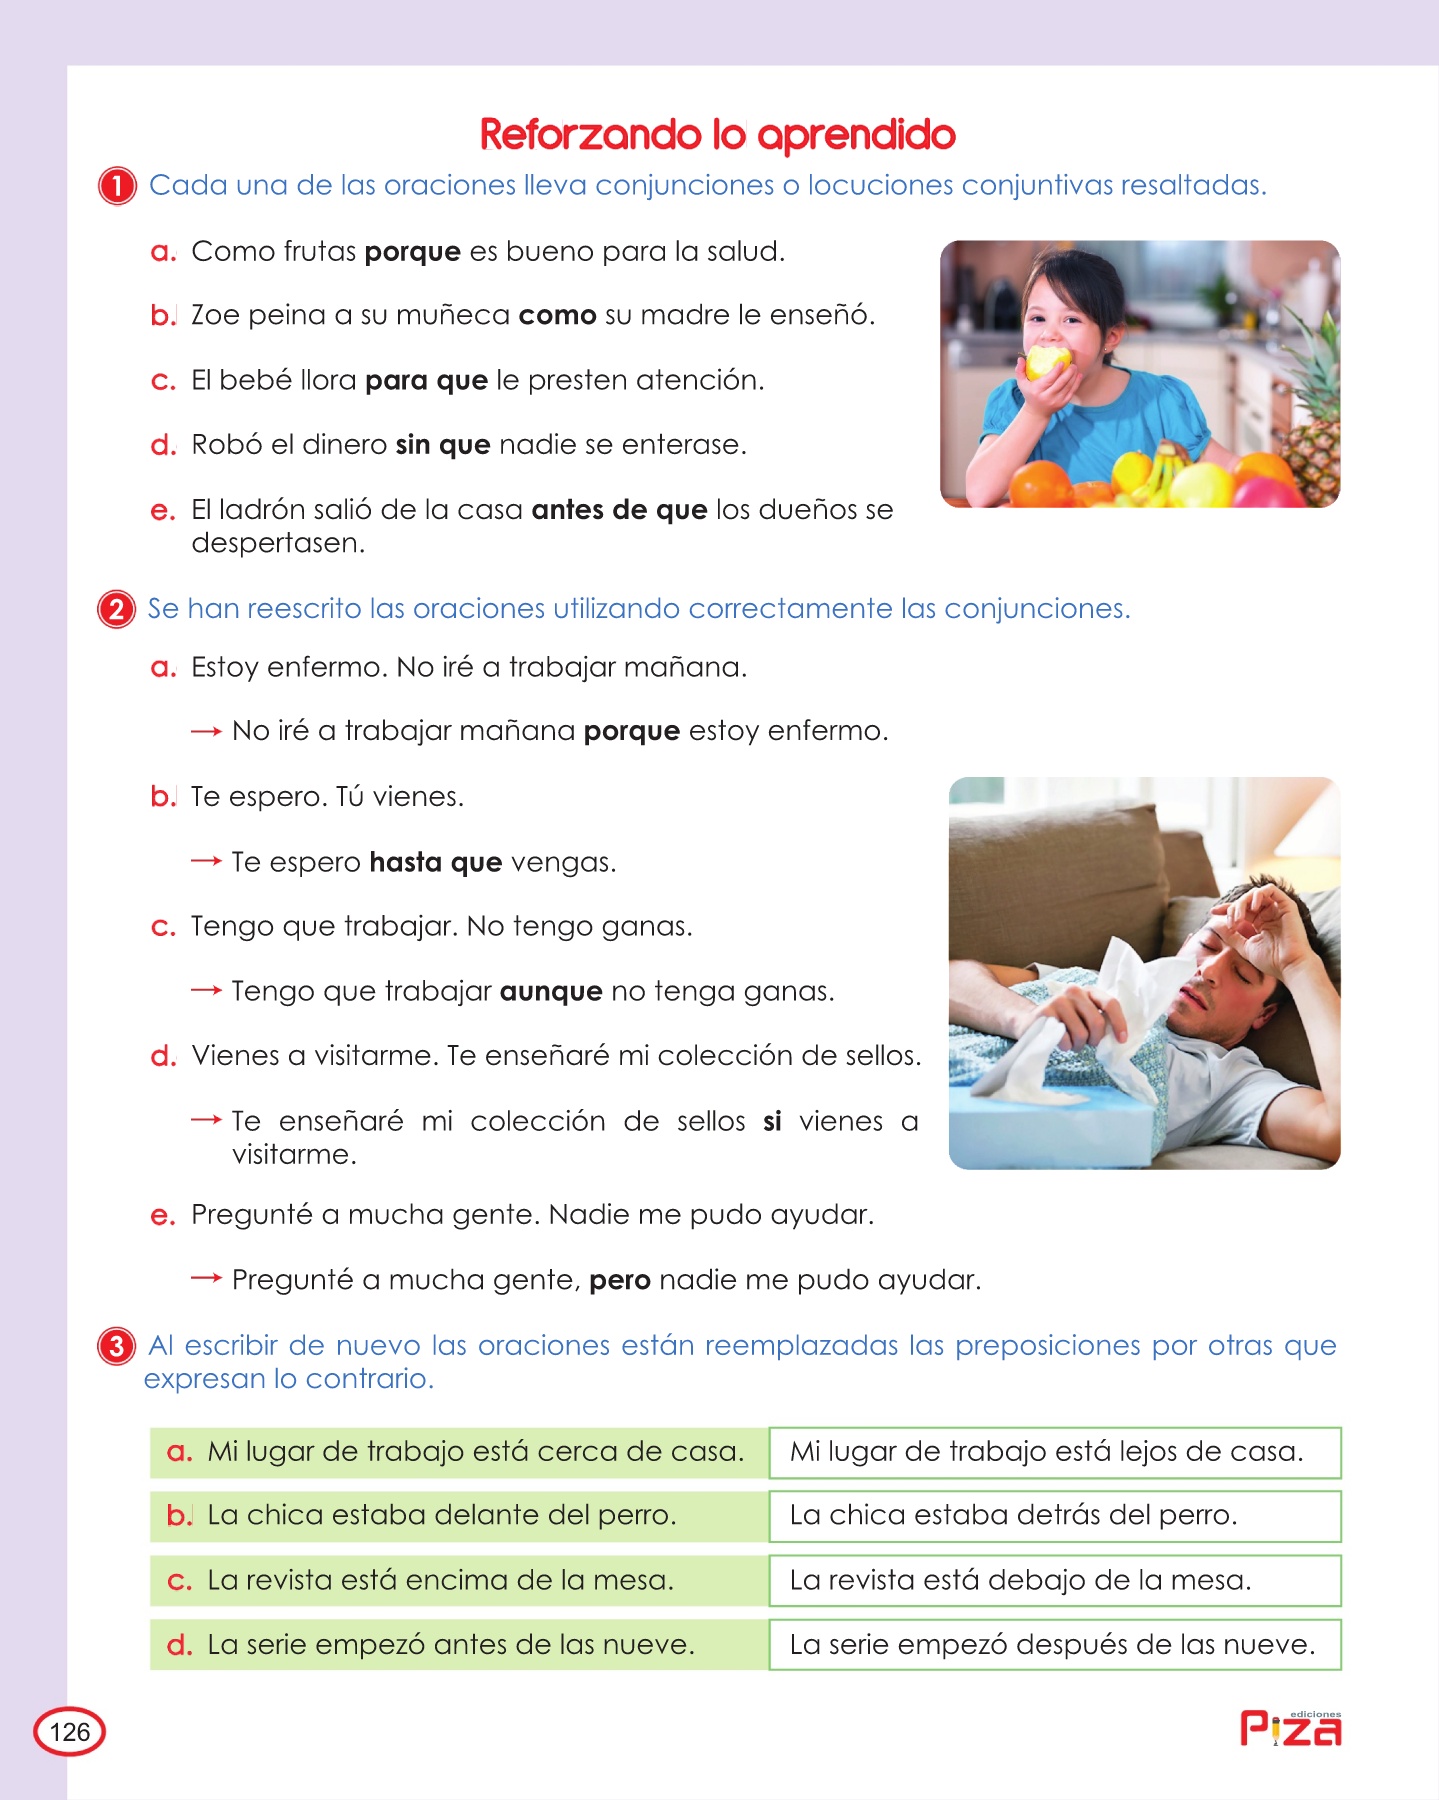 Reforzando lo aprendido
1 Cada una de las oraciones lleva conjunciones o locuciones conjuntivas resaltadas.
a. Como frutas porque es bueno para la salud.
b. Zoe peina a su muñeca como su madre le enseñó.
c. El bebé llora para que le presten atención.
d. Robó el dinero sin que nadie se enterase.
e. El ladrón salió de la casa antes de que los dueños se
despertasen.
2 Se han reescrito las oraciones utilizando correctamente las conjunciones.
a. Estoy enfermo. No iré a trabajar mañana.
→ No iré a trabajar mañana porque estoy enfermo.
b. Te espero. Tú vienes.
→ Te espero hasta que vengas.
c. Tengo que trabajar. No tengo ganas.
→ Tengo que trabajar aunque no tenga ganas.
d. Vienes a visitarme. Te enseñaré mi colección de sellos.
→ Te enseñaré mi colección de sellos si vienes a
visitarme.
e. Pregunté a mucha gente. Nadie me pudo ayudar.
→ Pregunté a mucha gente, pero nadie me pudo ayudar.
3 Al escribir de nuevo las oraciones están reemplazadas las preposiciones por otras que
expresan lo contrario.
a. Mi lugar de trabajo está cerca de casa. Mi lugar de trabajo está lejos de casa.
b. La chica estaba delante del perro. La chica estaba detrás del perro.
c. La revista está encima de la mesa. La revista está debajo de la mesa.
d. La serie empezó antes de las nueve. La serie empezó después de las nueve.
126
ediciones
Piza